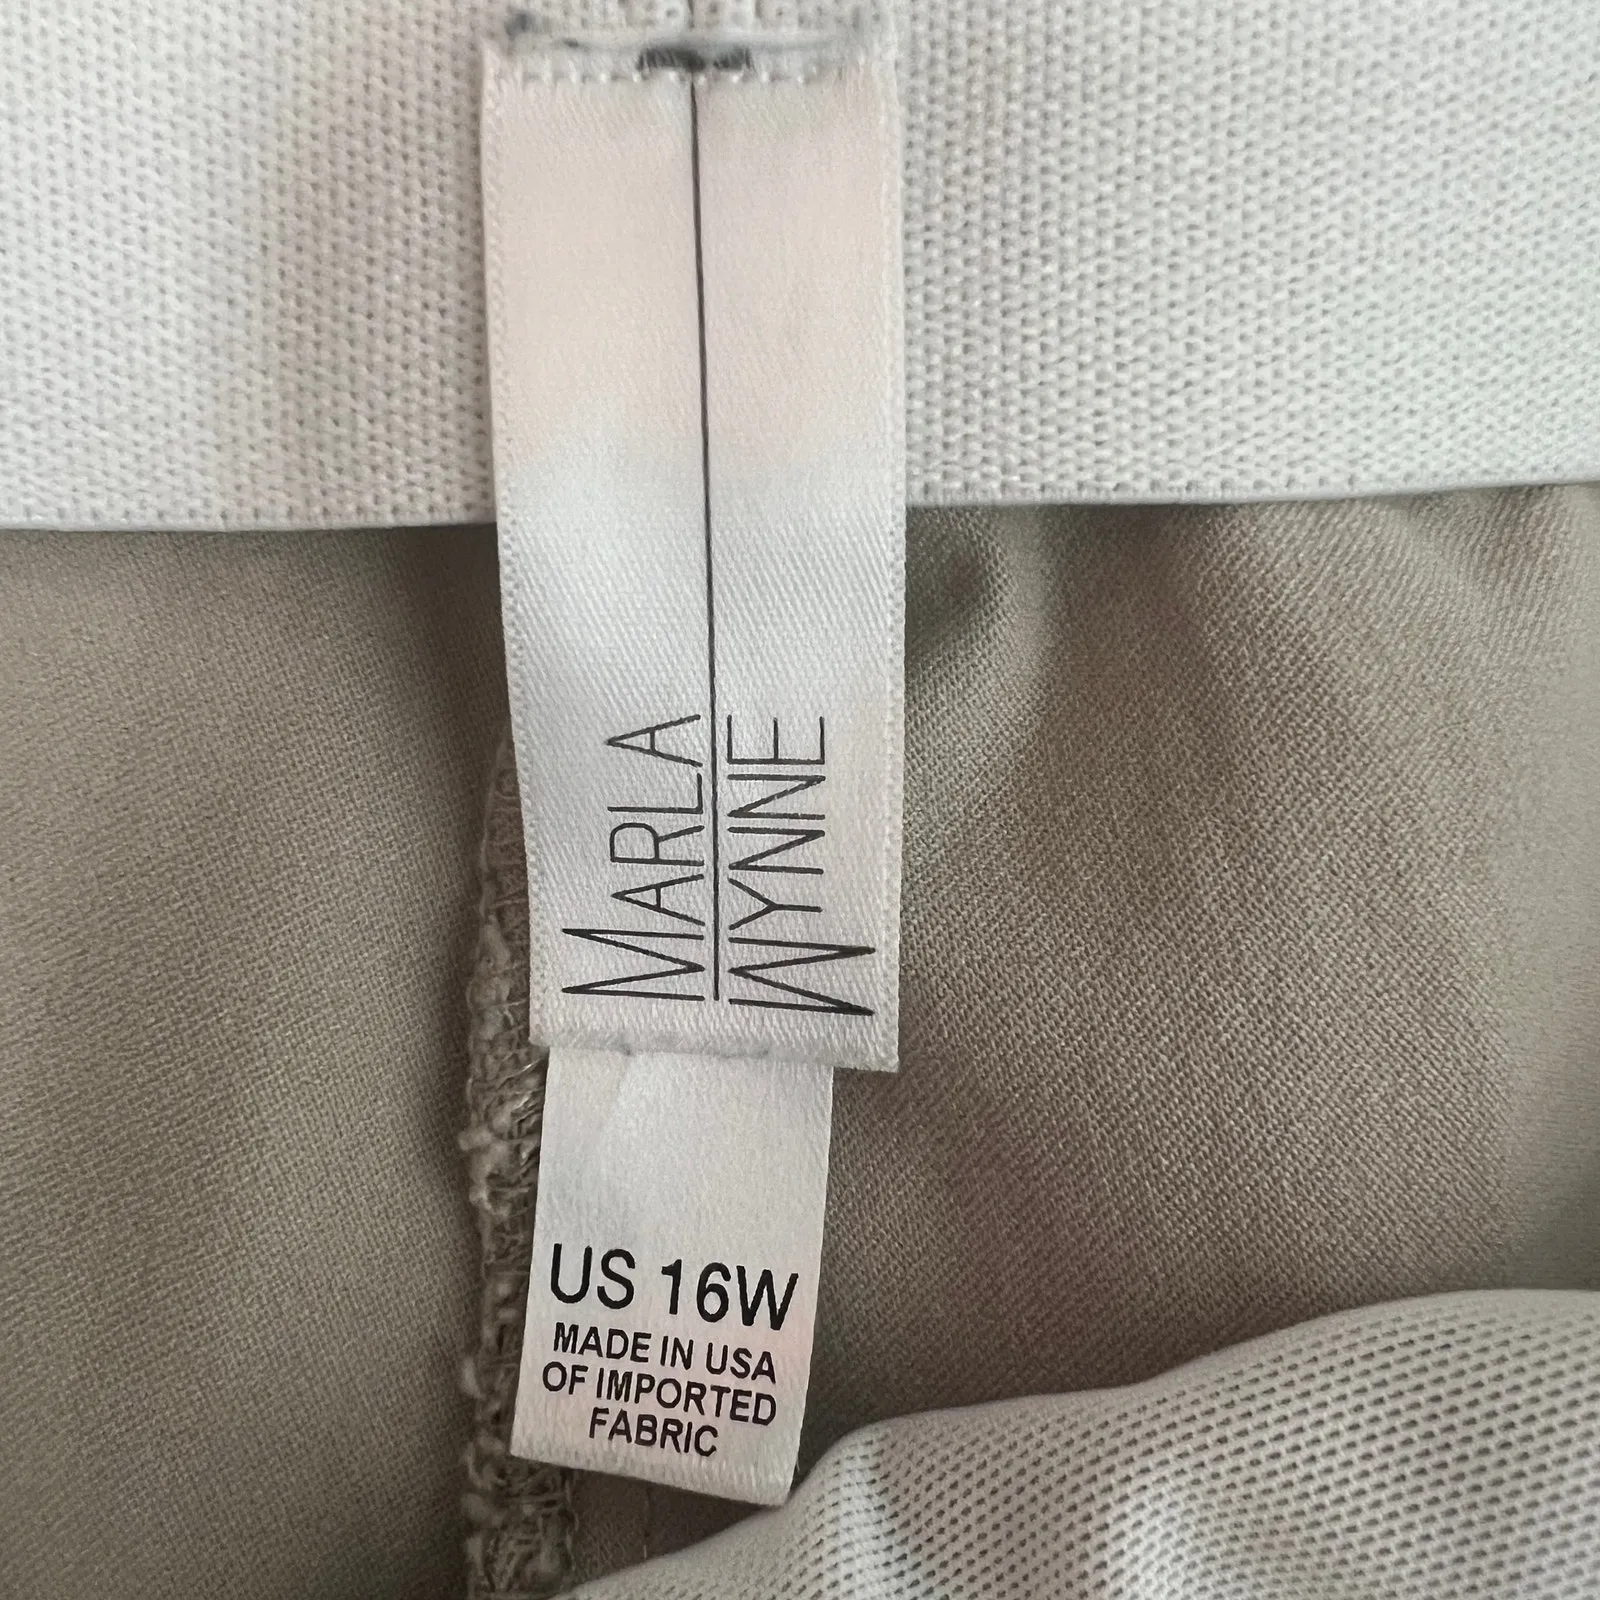 MARLA
WYNNE
US 16W
MADE IN USA
OF IMPORTED
FABRIC